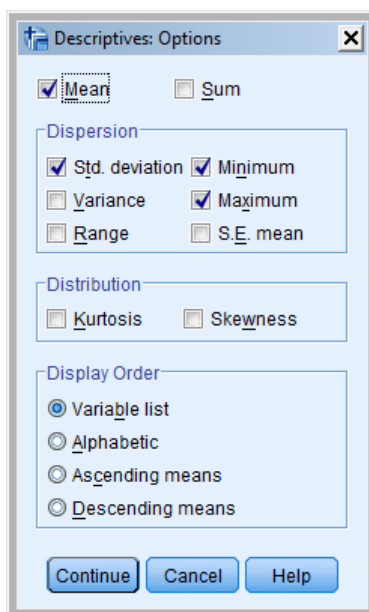 Descriptives: Options
Mean Sum
Dispersion
Std. deviation Minimum
Variance Maximum
Range S.E. mean
Distribution
Kurtosis Skewness
Display Order
Variable list
Alphabetic
Ascending means
Descending means
Continue Cancel Help